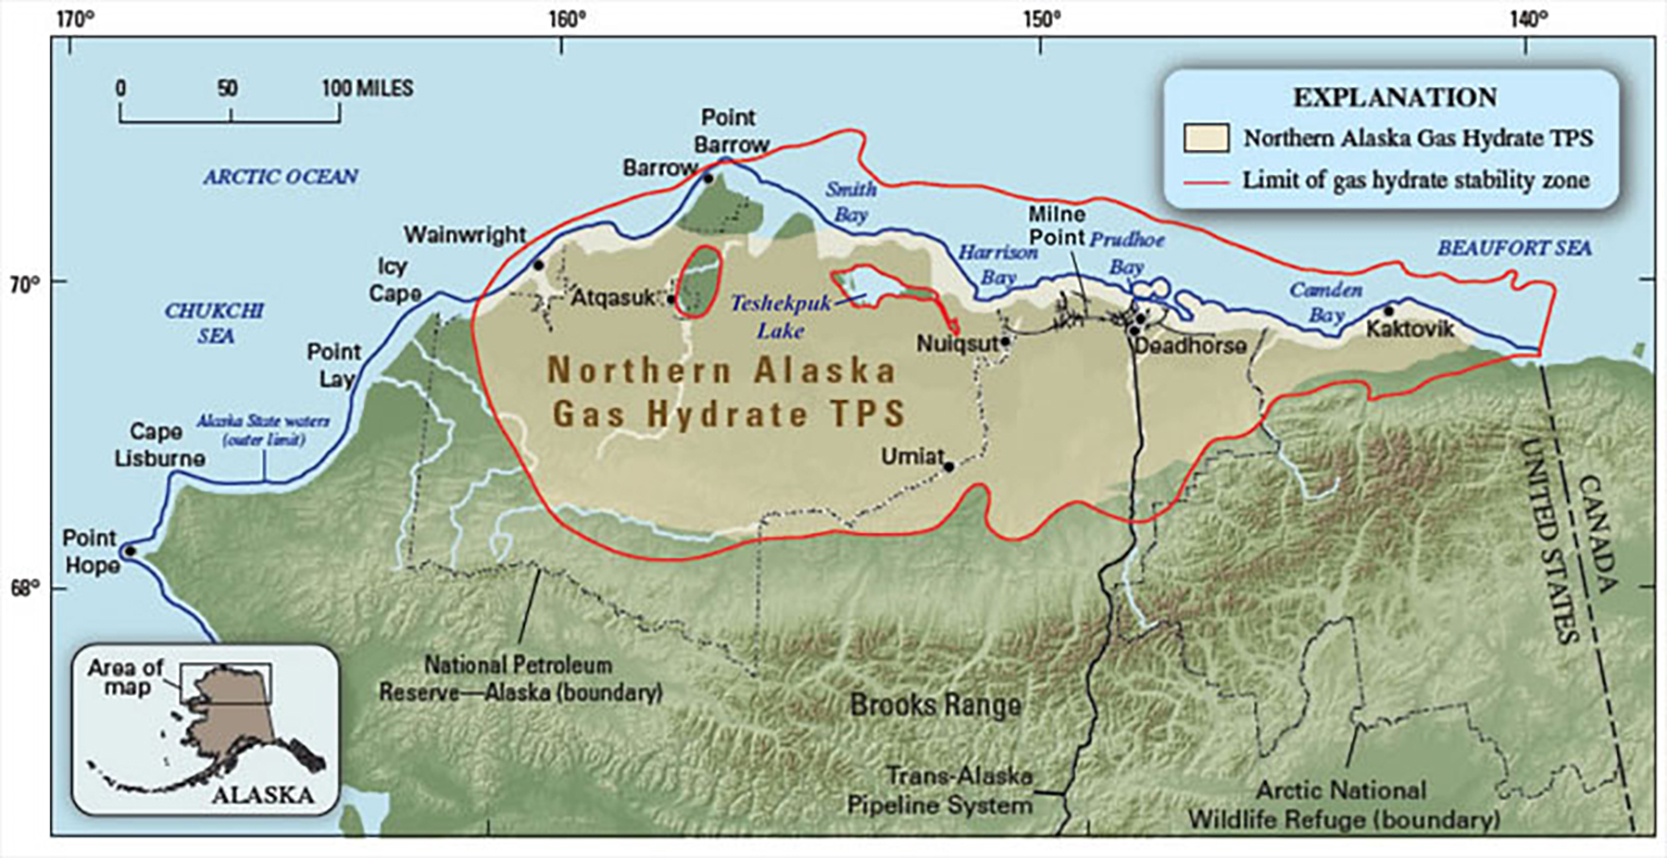 170°
160°
150°
140°
0
50
100 MILES
EXPLANATION
Northern Alaska Gas Hydrate TPS
Limit of gas hydrate stability zone
Point
Barrow
Barrow
ARCTIC OCEAN
Smith
Bay
Milne
Point
Wainwright
Harrison
Bay
Prudhoe
Bay
BEAUFORT SEA
Icy
Cape
70°
Atqasuk
Teshekpuk
Lake
Camden
Bay
CHUKCHI
SEA
Kaktovik
Nuiqsut
Deadhorse
Point
Lay
Northern Alaska
Gas Hydrate TPS
Alaska State waters
(outer limit)
Cape
Lisburne
Umiat
UNITED STATES
CANADA
Point
Hope
68°
National Petroleum
Reserve—Alaska (boundary)
Brooks Range
Area of
map
ALASKA
Trans-Alaska
Pipeline System
Arctic National
Wildlife Refuge (boundary)